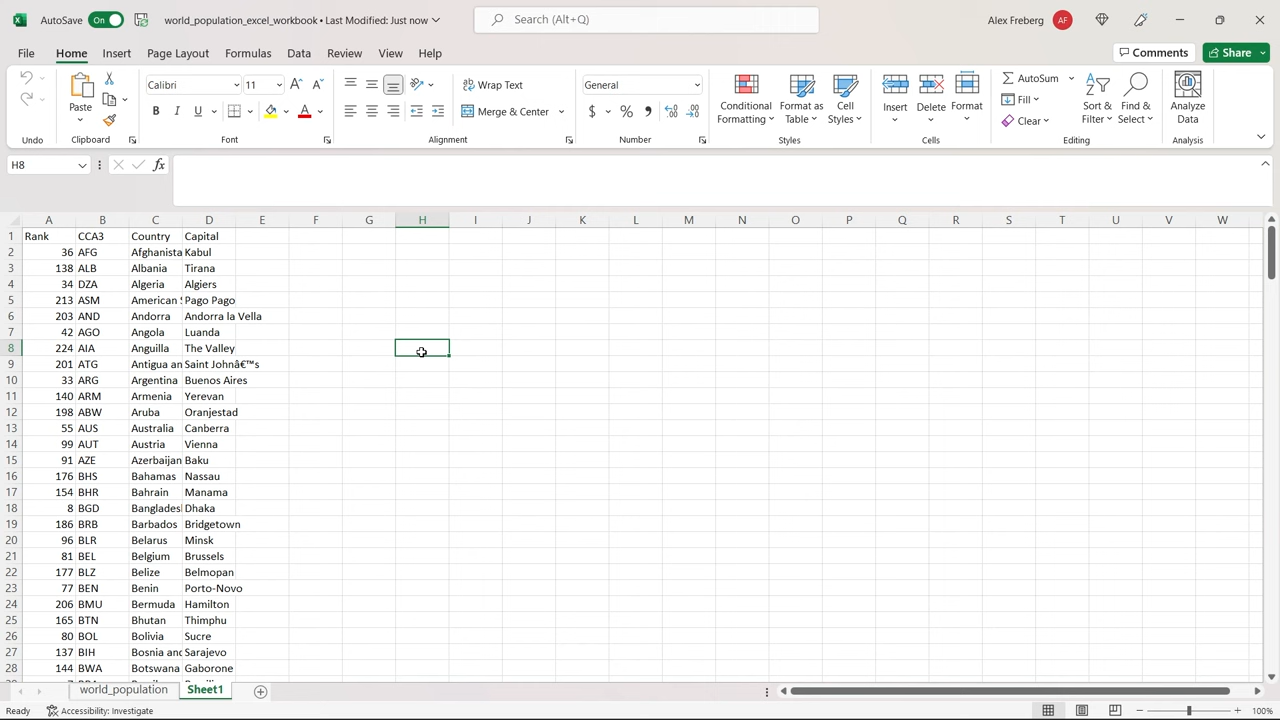 AutoSave On world_population_excel_workbook • Last Modified: Just now Search (Alt+Q) Alex Freberg AF
File Home Insert Page Layout Formulas Data Review View Help Comments Share
Calibri 11 Wrap Text General AutoSum
Paste Conditional Formatting Format as Table Cell Styles Insert Delete Format Fill Sort & Filter Find & Select Analyze Data
B I U A Merge & Center $ % Clear
Undo Clipboard Font Alignment Number Styles Cells Editing Analysis
H8 fx
A B C D E F G H I J K L M N O P Q R S T U V W
1 Rank CCA3 Country Capital
2 36 AFG Afghanista Kabul
3 138 ALB Albania Tirana
4 34 DZA Algeria Algiers
5 213 ASM American Pago Pago
6 203 AND Andorra Andorra la Vella
7 42 AGO Angola Luanda
8 224 AIA Anguilla The Valley
9 201 ATG Antigua an Saint Johnâ€™s
10 33 ARG Argentina Buenos Aires
11 140 ARM Armenia Yerevan
12 198 ABW Aruba Oranjestad
13 55 AUS Australia Canberra
14 99 AUT Austria Vienna
15 91 AZE Azerbaijan Baku
16 176 BHS Bahamas Nassau
17 154 BHR Bahrain Manama
18 8 BGD Banglades Dhaka
19 186 BRB Barbados Bridgetown
20 96 BLR Belarus Minsk
21 81 BEL Belgium Brussels
22 177 BLZ Belize Belmopan
23 77 BEN Benin Porto-Novo
24 206 BMU Bermuda Hamilton
25 165 BTN Bhutan Thimphu
26 80 BOL Bolivia Sucre
27 137 BIH Bosnia and Sarajevo
28 144 BWA Botswana Gaborone
world_population Sheet1
Ready Accessibility: Investigate 100%